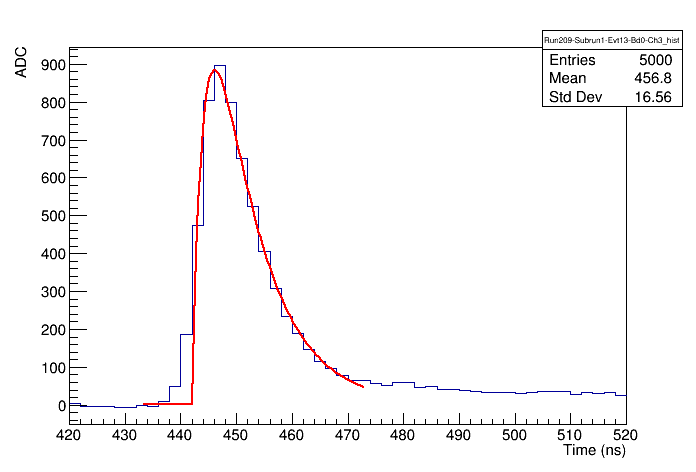 Run209-Subrun1-Evt13-Bd0-Ch3_hist
Entries 5000
Mean 456.8
Std Dev 16.56
ADC
900
800
700
600
500
400
300
200
100
0
420 430 440 450 460 470 480 490 500 510 520
Time (ns)